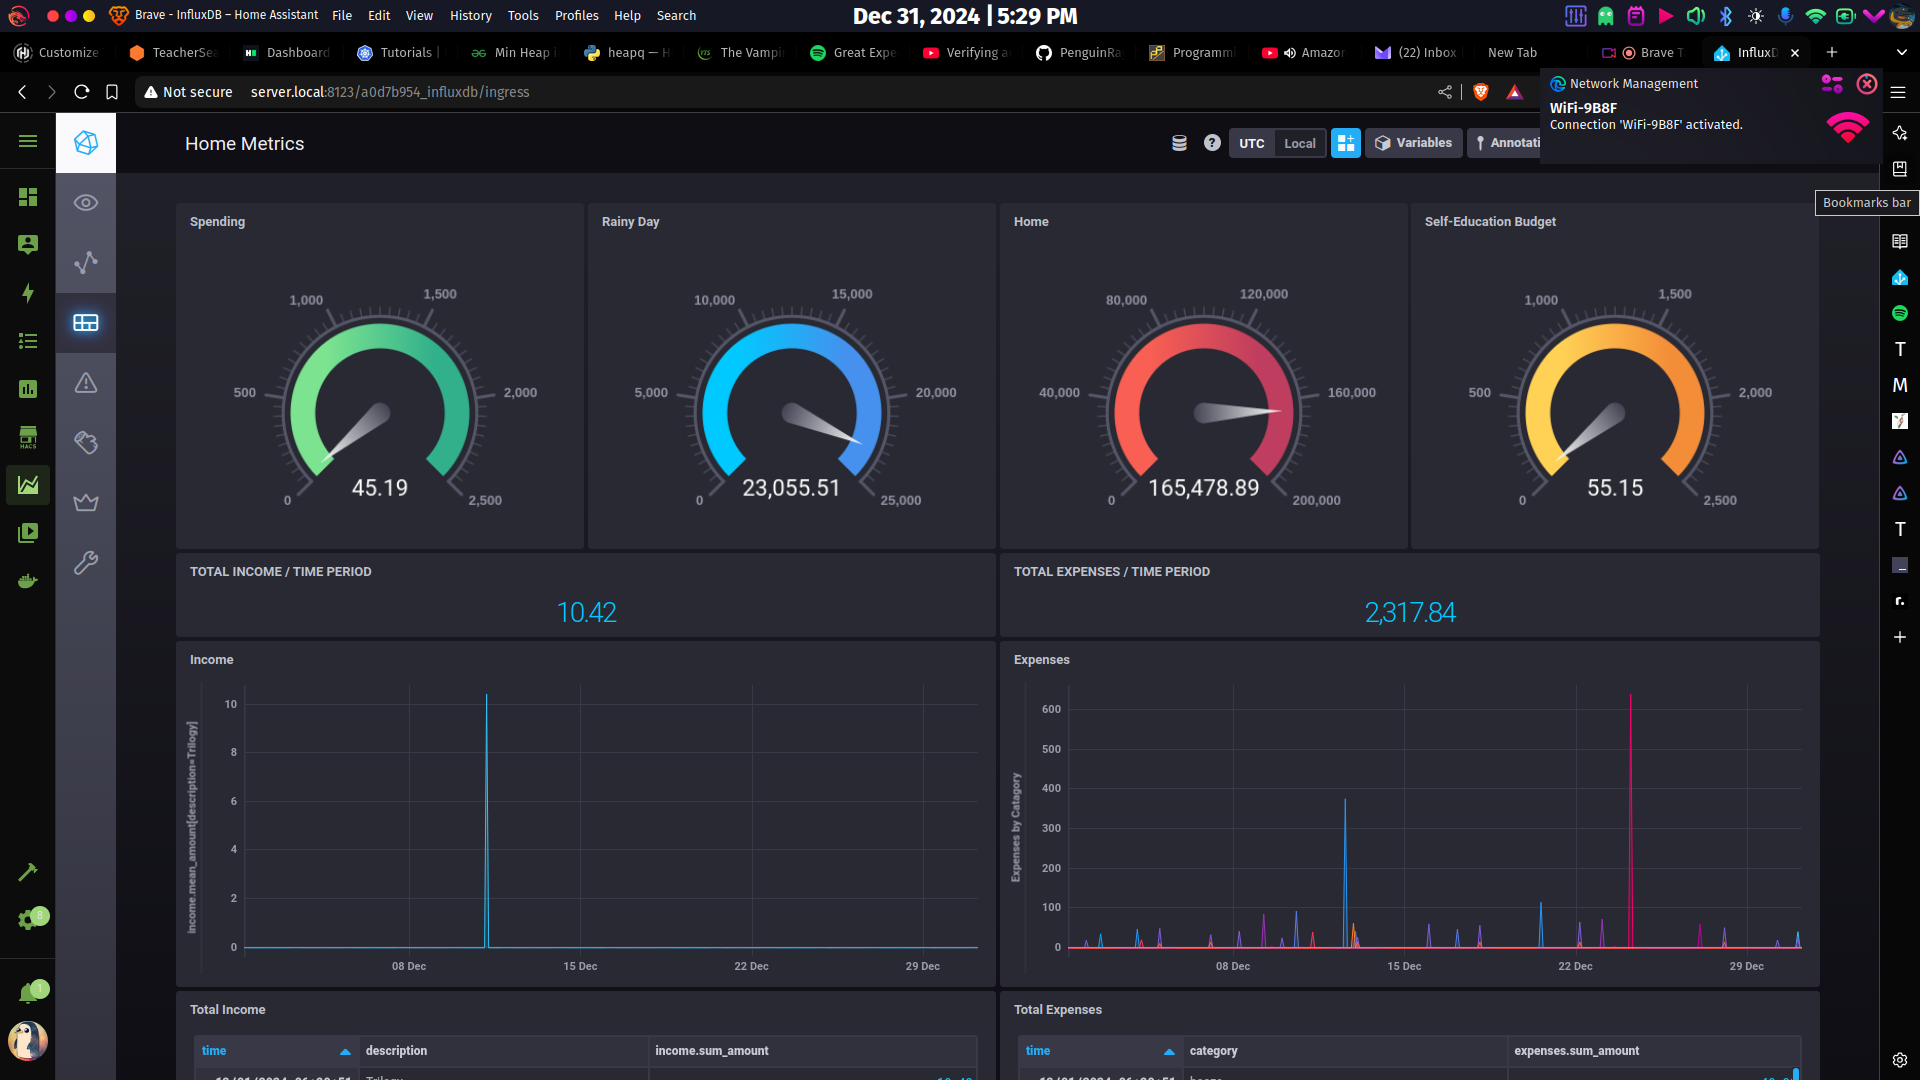 Brave - InfluxDB – Home Assistant File Edit View History Tools Profiles Help Search
Dec 31, 2024 | 5:29 PM
Customize
TeacherSea
Dashboard
Tutorials |
Min Heap i
heapq — H
The Vampi
Great Expe
Verifying a
PenguinRa
Programmi
Amazon
(22) Inbox
New Tab
Brave T
InfluxD
Not secure server.local:8123/a0d7b954_influxdb/ingress
Network Management
WiFi-9B8F
Connection 'WiFi-9B8F' activated.
Home Metrics
UTC Local
Variables
Annotati
Bookmarks bar
HACS
8
1
T
M
T
Spending
0
500
1,000
1,500
2,000
2,500
45.19
Rainy Day
0
5,000
10,000
15,000
20,000
25,000
23,055.51
Home
0
40,000
80,000
120,000
160,000
200,000
165,478.89
Self-Education Budget
0
500
1,000
1,500
2,000
2,500
55.15
TOTAL INCOME / TIME PERIOD
10.42
TOTAL EXPENSES / TIME PERIOD
2,317.84
Income
income.mean_amount[description=Trilogy]
10
8
6
4
2
0
08 Dec
15 Dec
22 Dec
29 Dec
Expenses
Expenses by Catagory
600
500
400
300
200
100
0
08 Dec
15 Dec
22 Dec
29 Dec
Total Income
time description income.sum_amount
Total Expenses
time category expenses.sum_amount